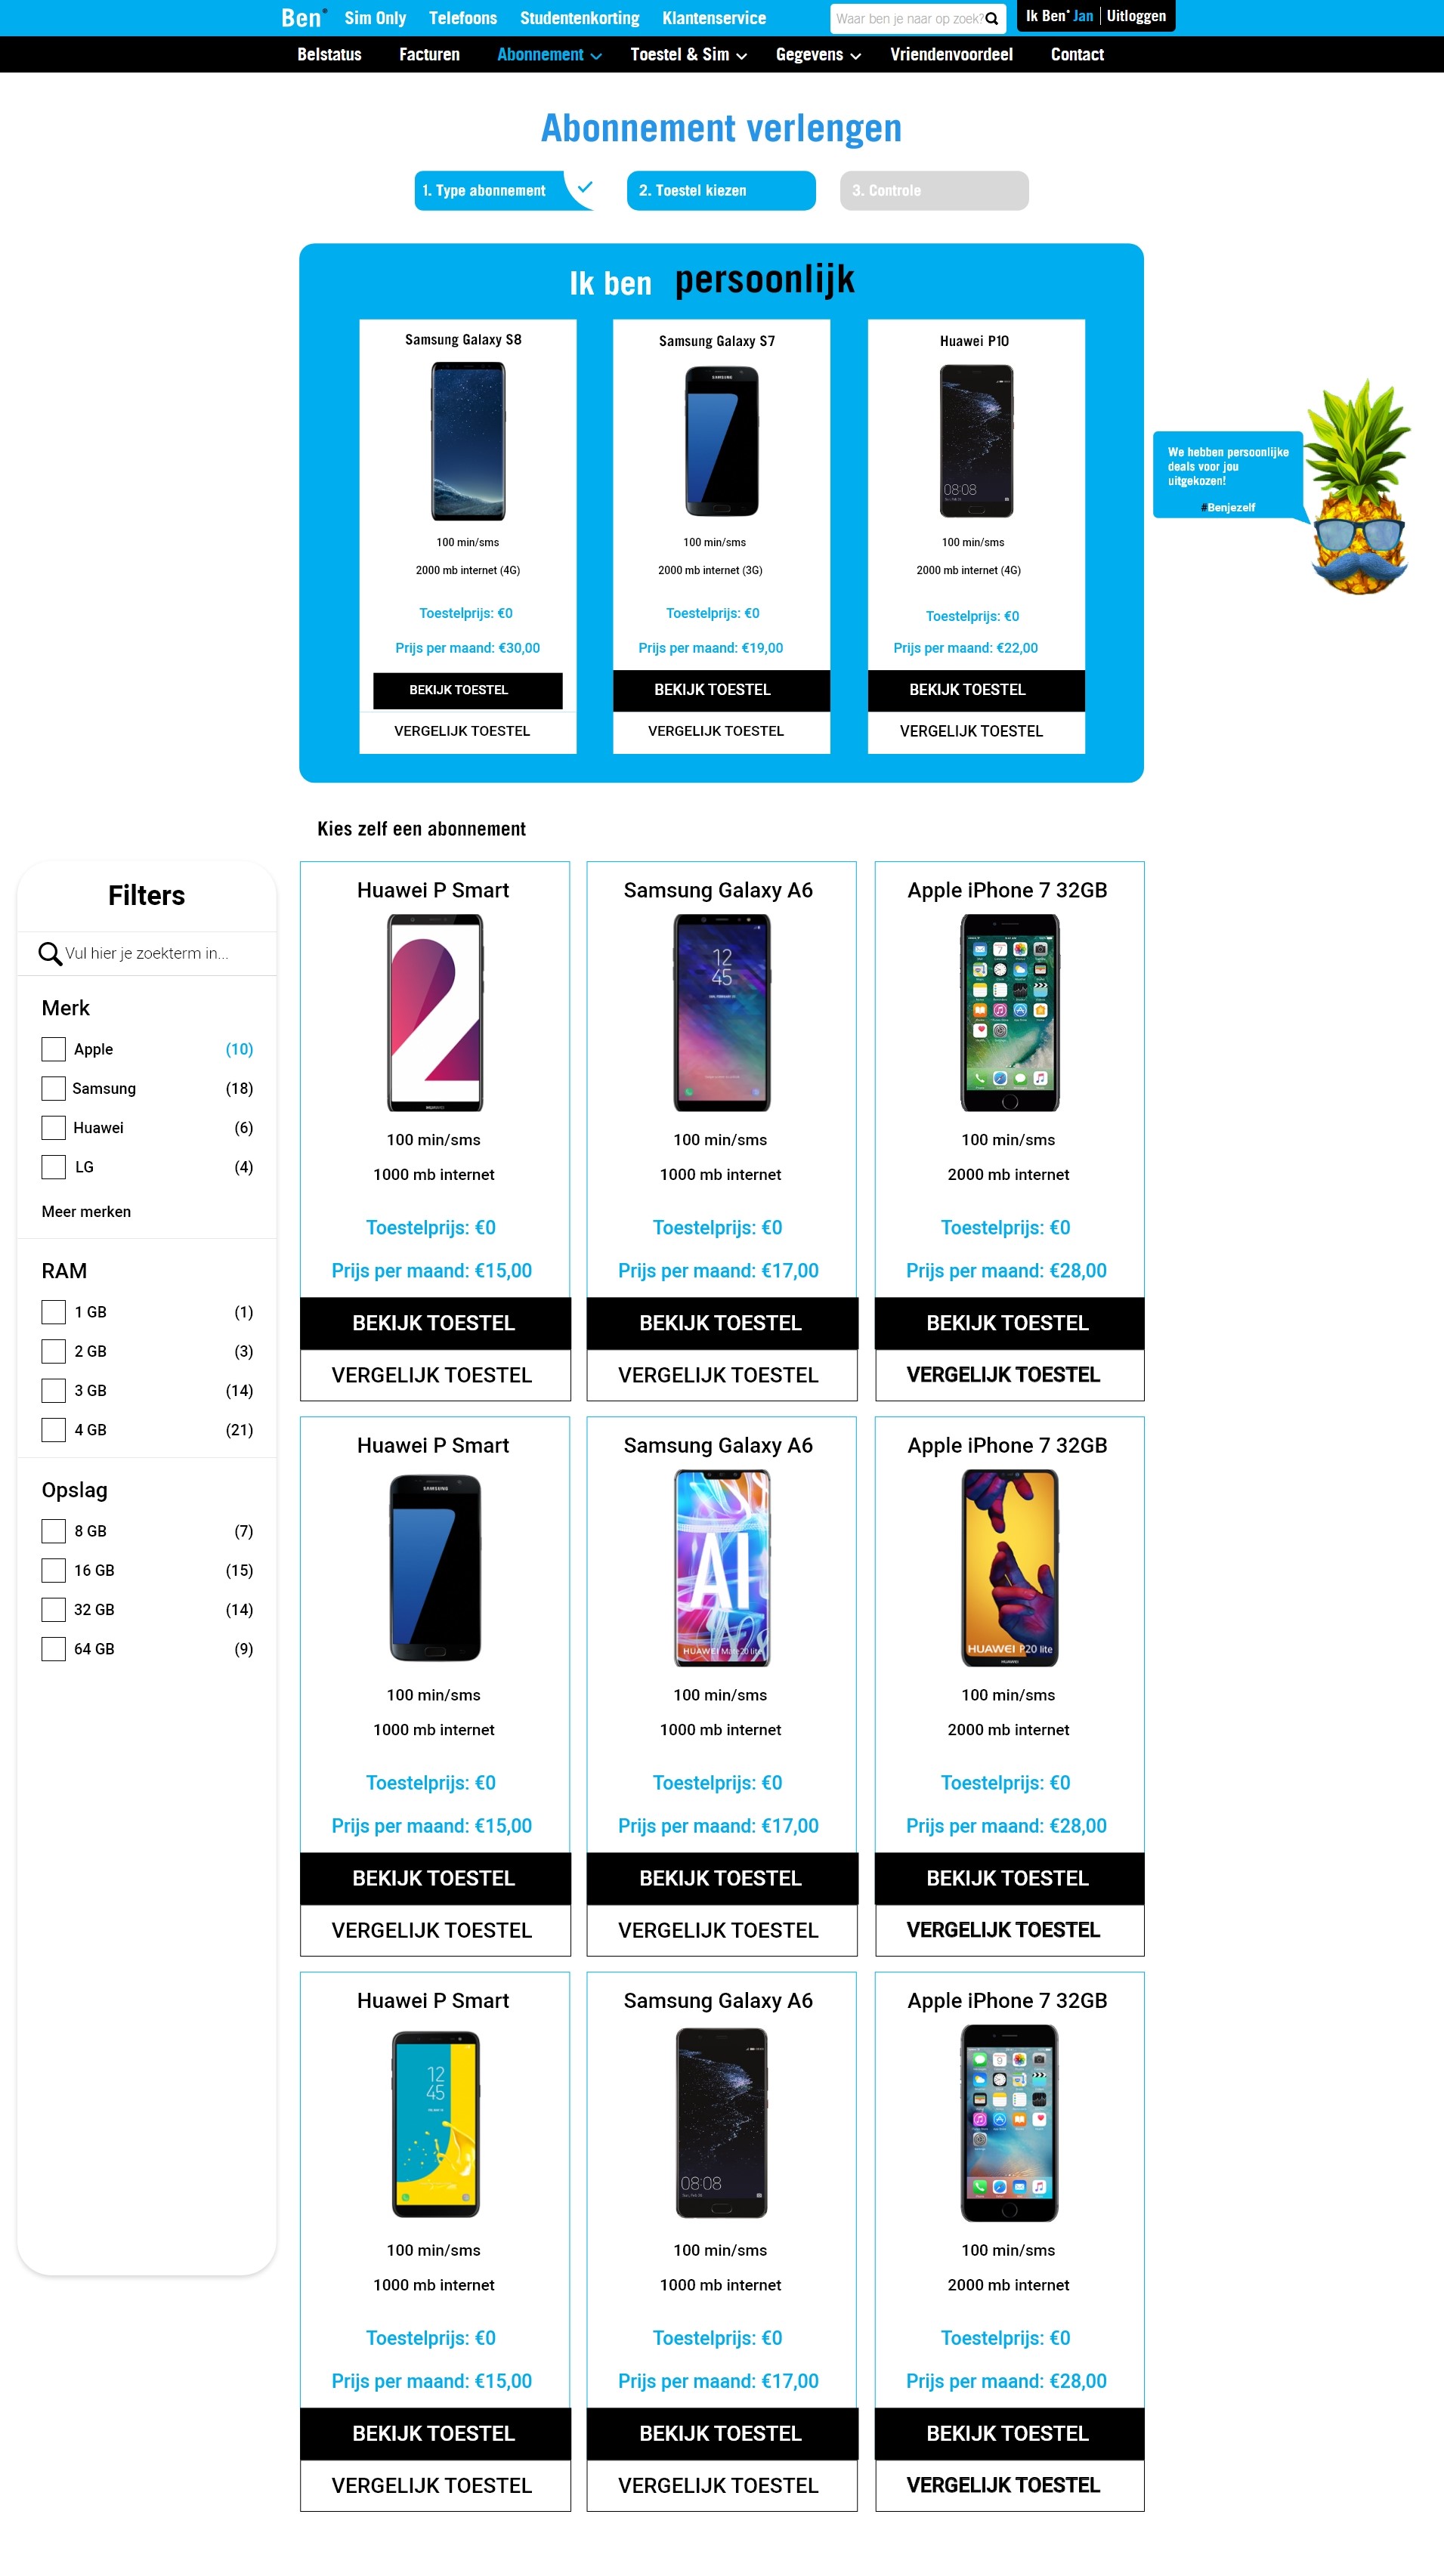 Ben* Sim Only Telefoons Studentenkorting Klantenservice Waar ben je naar op zoek? Ik Ben* Jan | Uitloggen
Belstatus Facturen Abonnement Toestel & Sim Gegevens Vriendenvoordeel Contact
Abonnement verlengen
1. Type abonnement 2. Toestel kiezen 3. Controle
Ik ben persoonlijk
Samsung Galaxy S8 Samsung Galaxy S7 Huawei P10
SAMSUNG
08:08
100 min/sms 100 min/sms 100 min/sms
2000 mb internet (4G) 2000 mb internet (3G) 2000 mb internet (4G)
Toestelprijs: €0 Toestelprijs: €0 Toestelprijs: €0
Prijs per maand: €30,00 Prijs per maand: €19,00 Prijs per maand: €22,00
BEKIJK TOESTEL BEKIJK TOESTEL BEKIJK TOESTEL
VERGELIJK TOESTEL VERGELIJK TOESTEL VERGELIJK TOESTEL
We hebben persoonlijke
deals voor jou
uitgekozen!
#Benjezelf
Kies zelf een abonnement
Filters
Vul hier je zoekterm in...
Merk
Apple (10)
Samsung (18)
Huawei (6)
LG (4)
Meer merken
RAM
1 GB (1)
2 GB (3)
3 GB (14)
4 GB (21)
Opslag
8 GB (7)
16 GB (15)
32 GB (14)
64 GB (9)
Huawei P Smart Samsung Galaxy A6 Apple iPhone 7 32GB
2
12
45
HUAWEI
100 min/sms 100 min/sms 100 min/sms
1000 mb internet 1000 mb internet 2000 mb internet
Toestelprijs: €0 Toestelprijs: €0 Toestelprijs: €0
Prijs per maand: €15,00 Prijs per maand: €17,00 Prijs per maand: €28,00
BEKIJK TOESTEL BEKIJK TOESTEL BEKIJK TOESTEL
VERGELIJK TOESTEL VERGELIJK TOESTEL VERGELIJK TOESTEL
Huawei P Smart Samsung Galaxy A6 Apple iPhone 7 32GB
SAMSUNG
AI
HUAWEI Mate20 lite HUAWEI P20 lite
HUAWEI
100 min/sms 100 min/sms 100 min/sms
1000 mb internet 1000 mb internet 2000 mb internet
Toestelprijs: €0 Toestelprijs: €0 Toestelprijs: €0
Prijs per maand: €15,00 Prijs per maand: €17,00 Prijs per maand: €28,00
BEKIJK TOESTEL BEKIJK TOESTEL BEKIJK TOESTEL
VERGELIJK TOESTEL VERGELIJK TOESTEL VERGELIJK TOESTEL
Huawei P Smart Samsung Galaxy A6 Apple iPhone 7 32GB
12
45
08:08
100 min/sms 100 min/sms 100 min/sms
1000 mb internet 1000 mb internet 2000 mb internet
Toestelprijs: €0 Toestelprijs: €0 Toestelprijs: €0
Prijs per maand: €15,00 Prijs per maand: €17,00 Prijs per maand: €28,00
BEKIJK TOESTEL BEKIJK TOESTEL BEKIJK TOESTEL
VERGELIJK TOESTEL VERGELIJK TOESTEL VERGELIJK TOESTEL